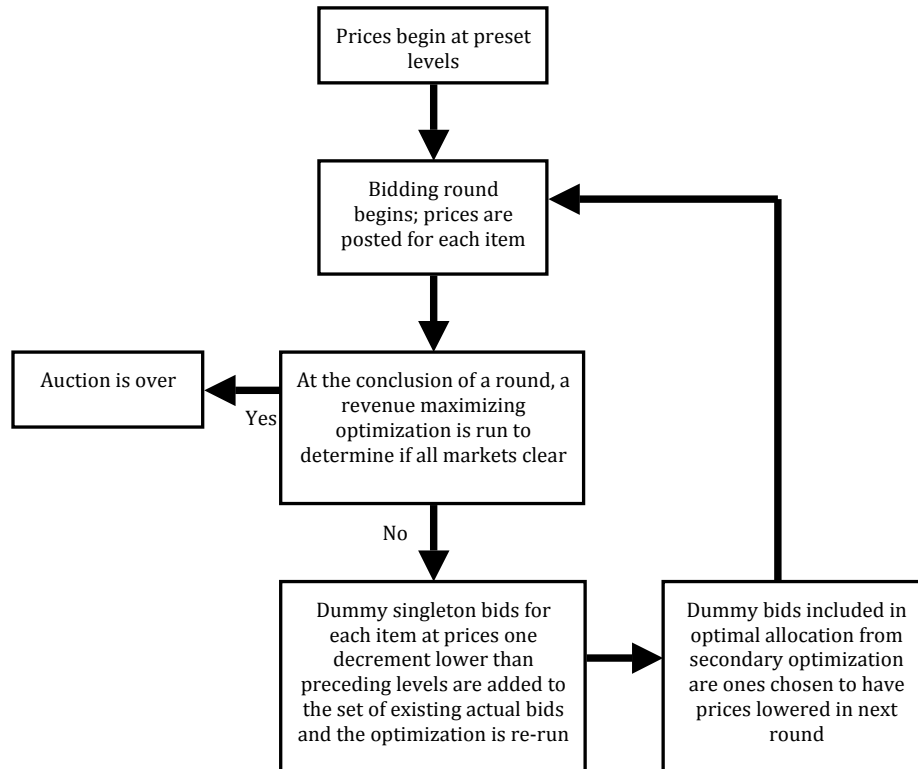 Prices begin at preset
levels
Bidding round
begins; prices are
posted for each item
Auction is over
Yes
At the conclusion of a round, a
revenue maximizing
optimization is run to
determine if all markets clear
No
Dummy singleton bids for
each item at prices one
decrement lower than
preceding levels are added to
the set of existing actual bids
and the optimization is re-run
Dummy bids included in
optimal allocation from
secondary optimization
are ones chosen to have
prices lowered in next
round